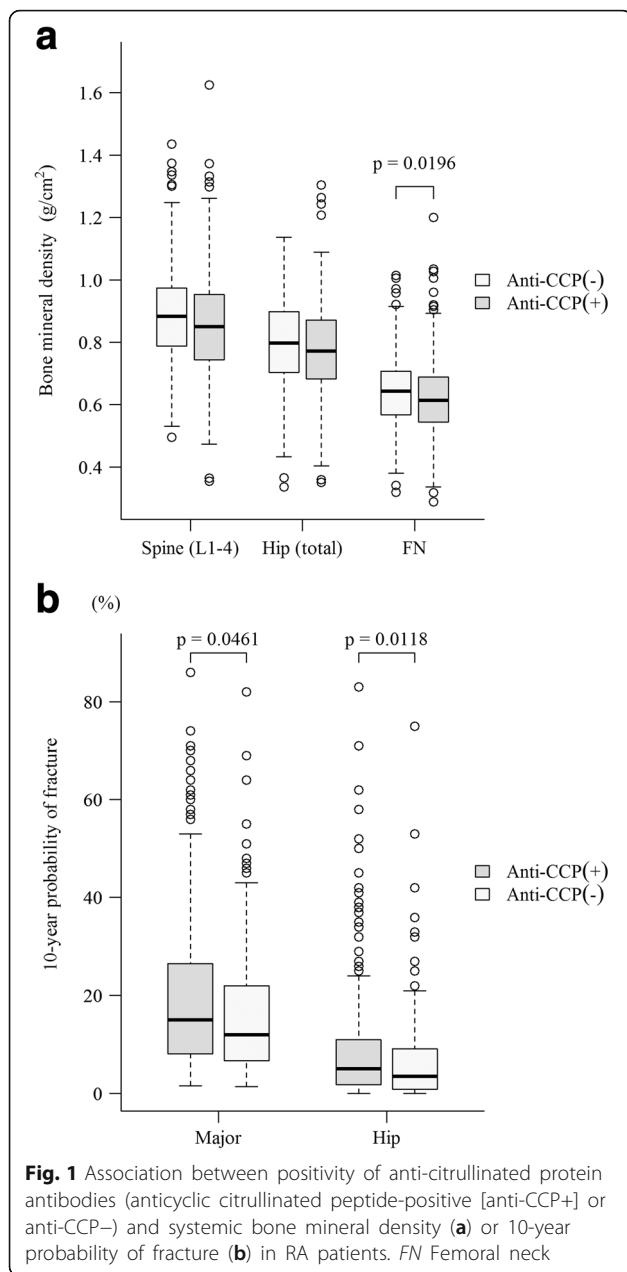 a
1.6
1.4
1.2
1.0
0.8
0.6
0.4
Bone mineral density (g/cm²)
p = 0.0196
Anti-CCP(-)
Anti-CCP(+)
Spine (L1-4) Hip (total) FN
b (%)
80
60
40
20
0
10-year probability of fracture
p = 0.0461 p = 0.0118
Anti-CCP(+)
Anti-CCP(-)
Major Hip
Fig. 1 Association between positivity of anti-citrullinated protein
antibodies (anticyclic citrullinated peptide-positive [anti-CCP+] or
anti-CCP−) and systemic bone mineral density (a) or 10-year
probability of fracture (b) in RA patients. FN Femoral neck